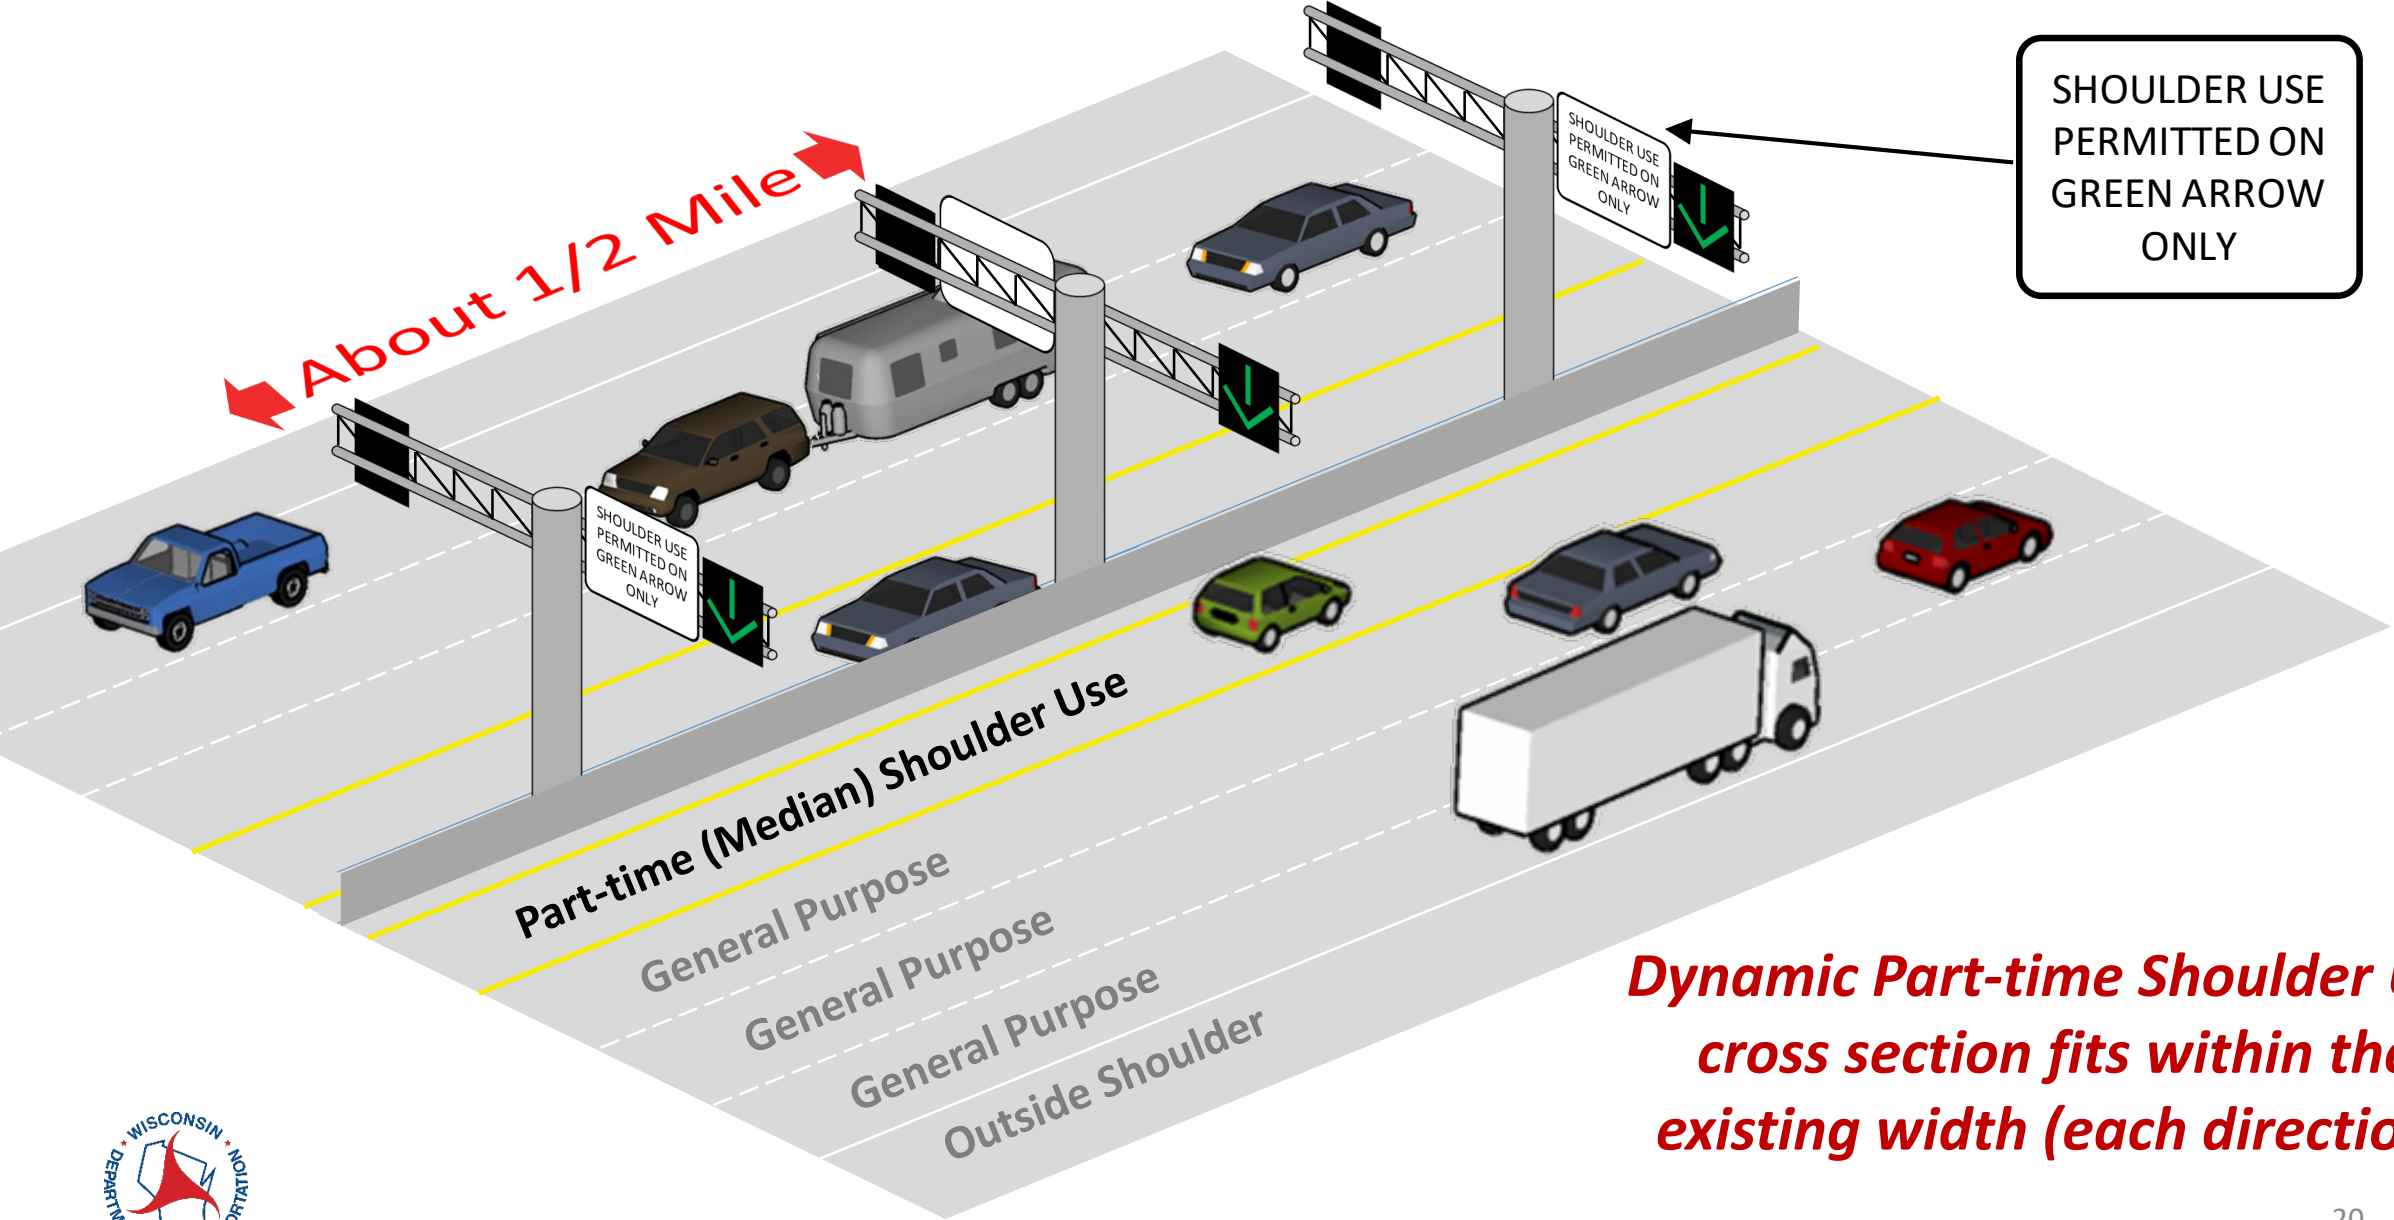 SHOULDER USE
PERMITTED ON
GREEN ARROW
ONLY
SHOULDER USE
PERMITTED ON
GREEN ARROW
ONLY
About 1/2 Mile
SHOULDER USE
PERMITTED ON
GREEN ARROW
ONLY
Part-time (Median) Shoulder Use
General Purpose
General Purpose
General Purpose
Outside Shoulder
Dynamic Part-time Shoulder
cross section fits within the
existing width (each directio
WISCONSIN
20